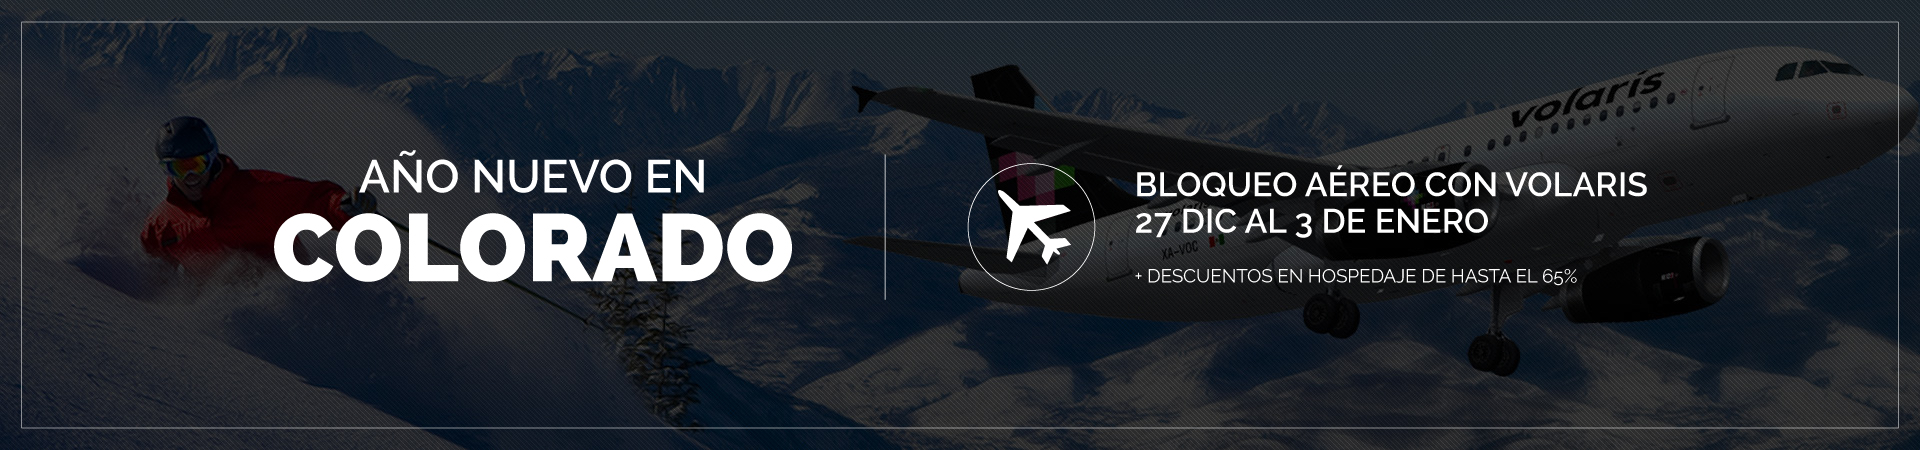 AÑO NUEVO EN
COLORADO
BLOQUEO AÉREO CON VOLARIS
27 DIC AL 3 DE ENERO
+ DESCUENTOS EN HOSPEDAJE DE HASTA EL 65%
volaris
XA-VOC